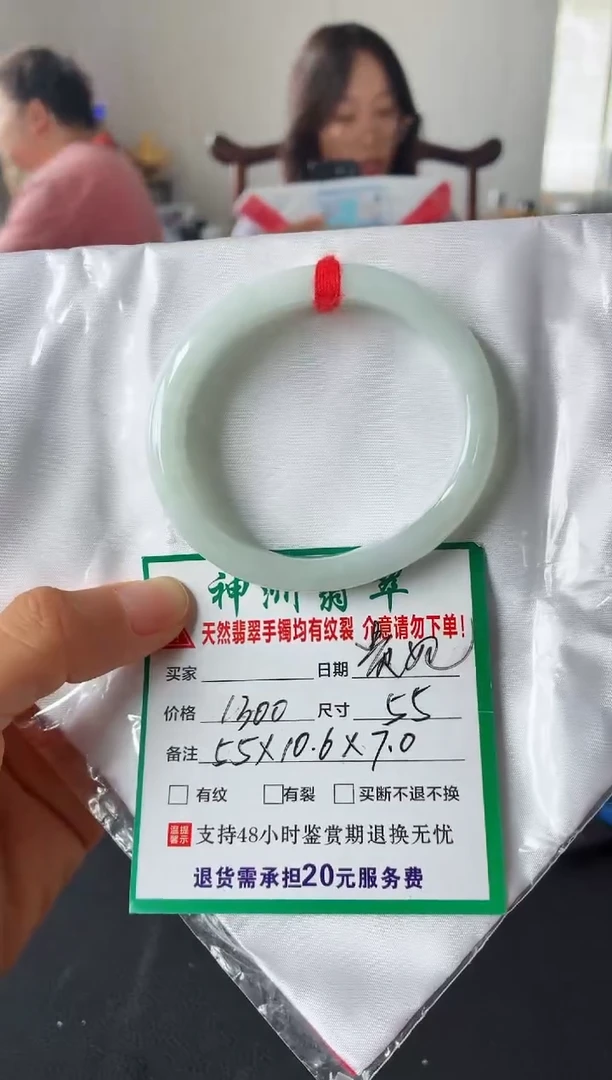 神州翡翠
天然翡翠手镯均有纹裂 介意请勿下单!
买家 日期 贵妃
价格 1300 尺寸 55
备注 55X10.6X7.0
有纹 有裂 买断不退不换
温馨提示 支持48小时鉴赏期退换无忧
退货需承担20元服务费